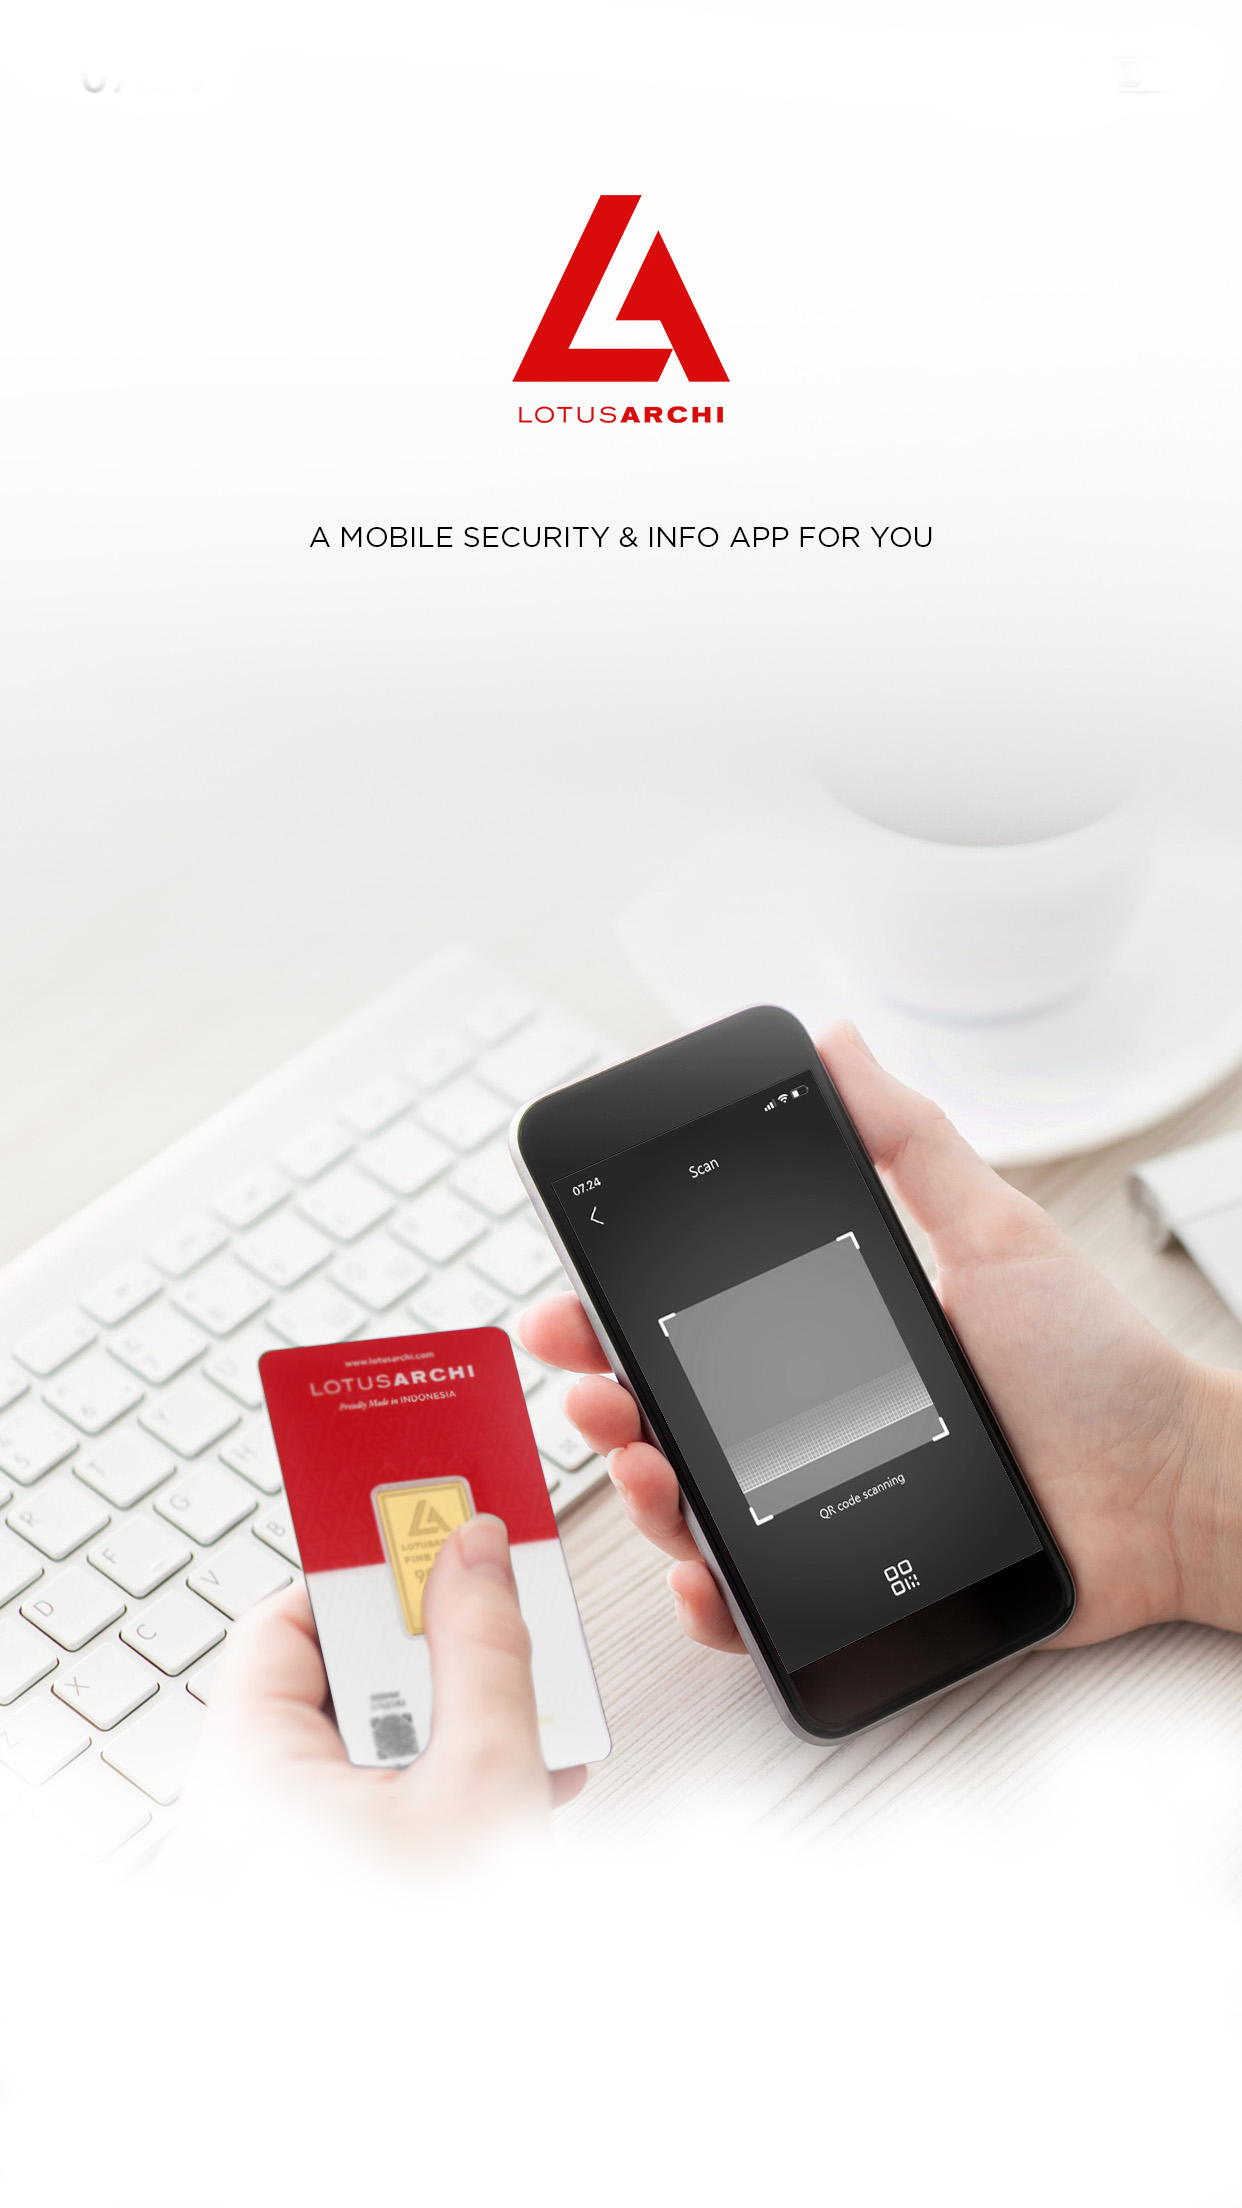 LOTUSARCHI
A MOBILE SECURITY & INFO APP FOR YOU
07.24
Scan
QR code scanning
www.lotusarchi.com
LOTUSARCHI
Proudly Made in INDONESIA
R
F
D
C
X
Z
V
B
G
H
T